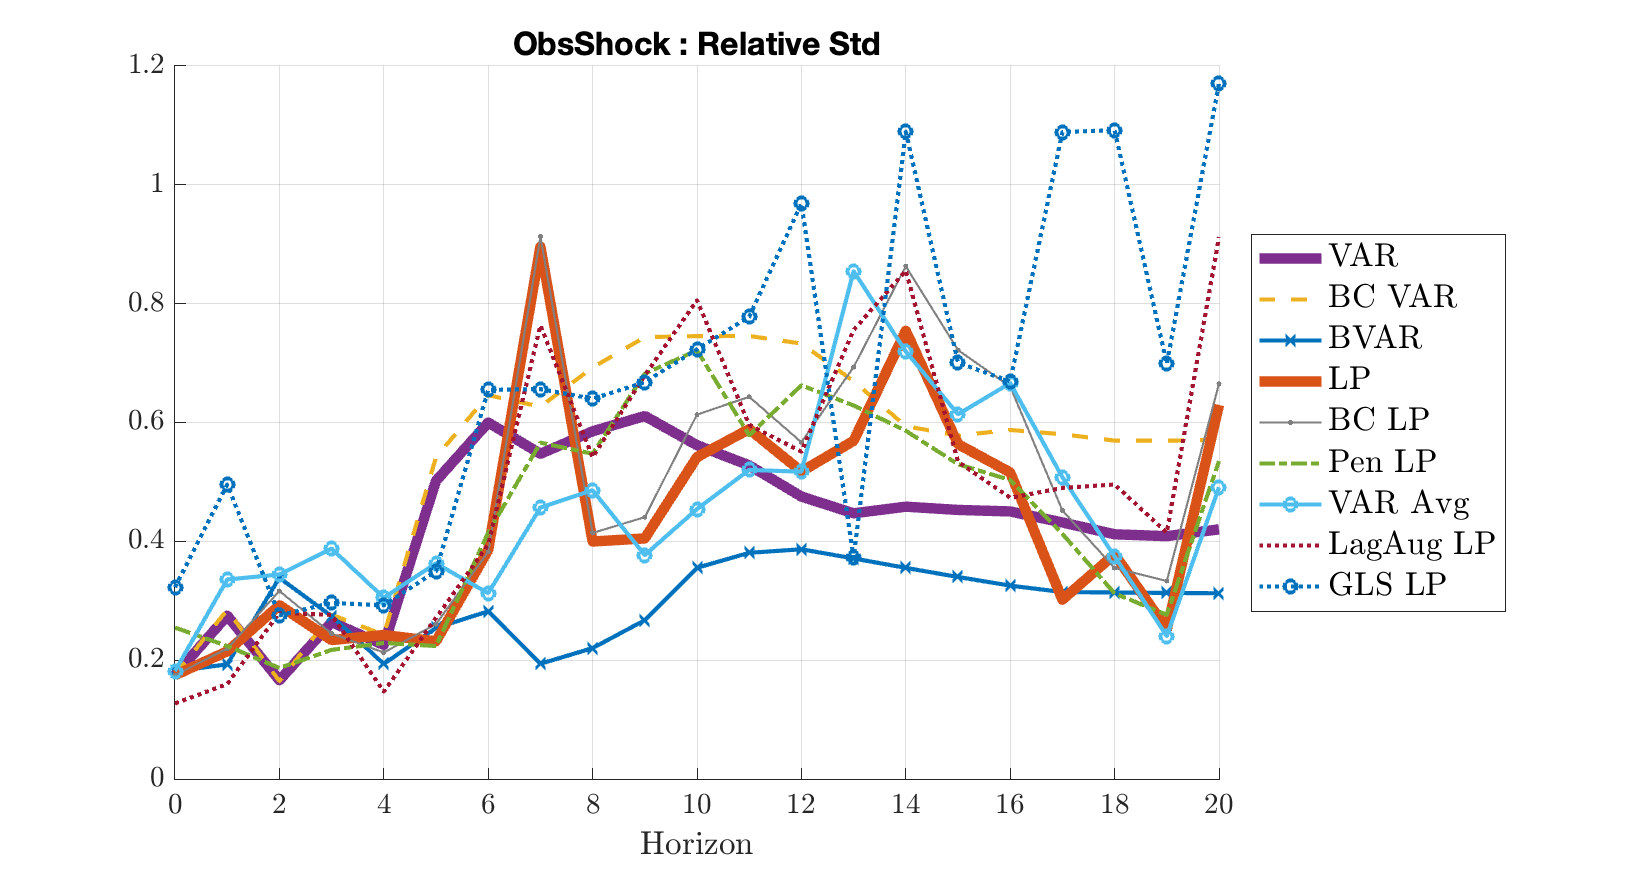 ObsShock : Relative Std
1.2
1
0.8
0.6
0.4
0.2
0
0 2 4 6 8 10 12 14 16 18 20
Horizon
VAR
BC VAR
BVAR
LP
BC LP
Pen LP
VAR Avg
LagAug LP
GLS LP